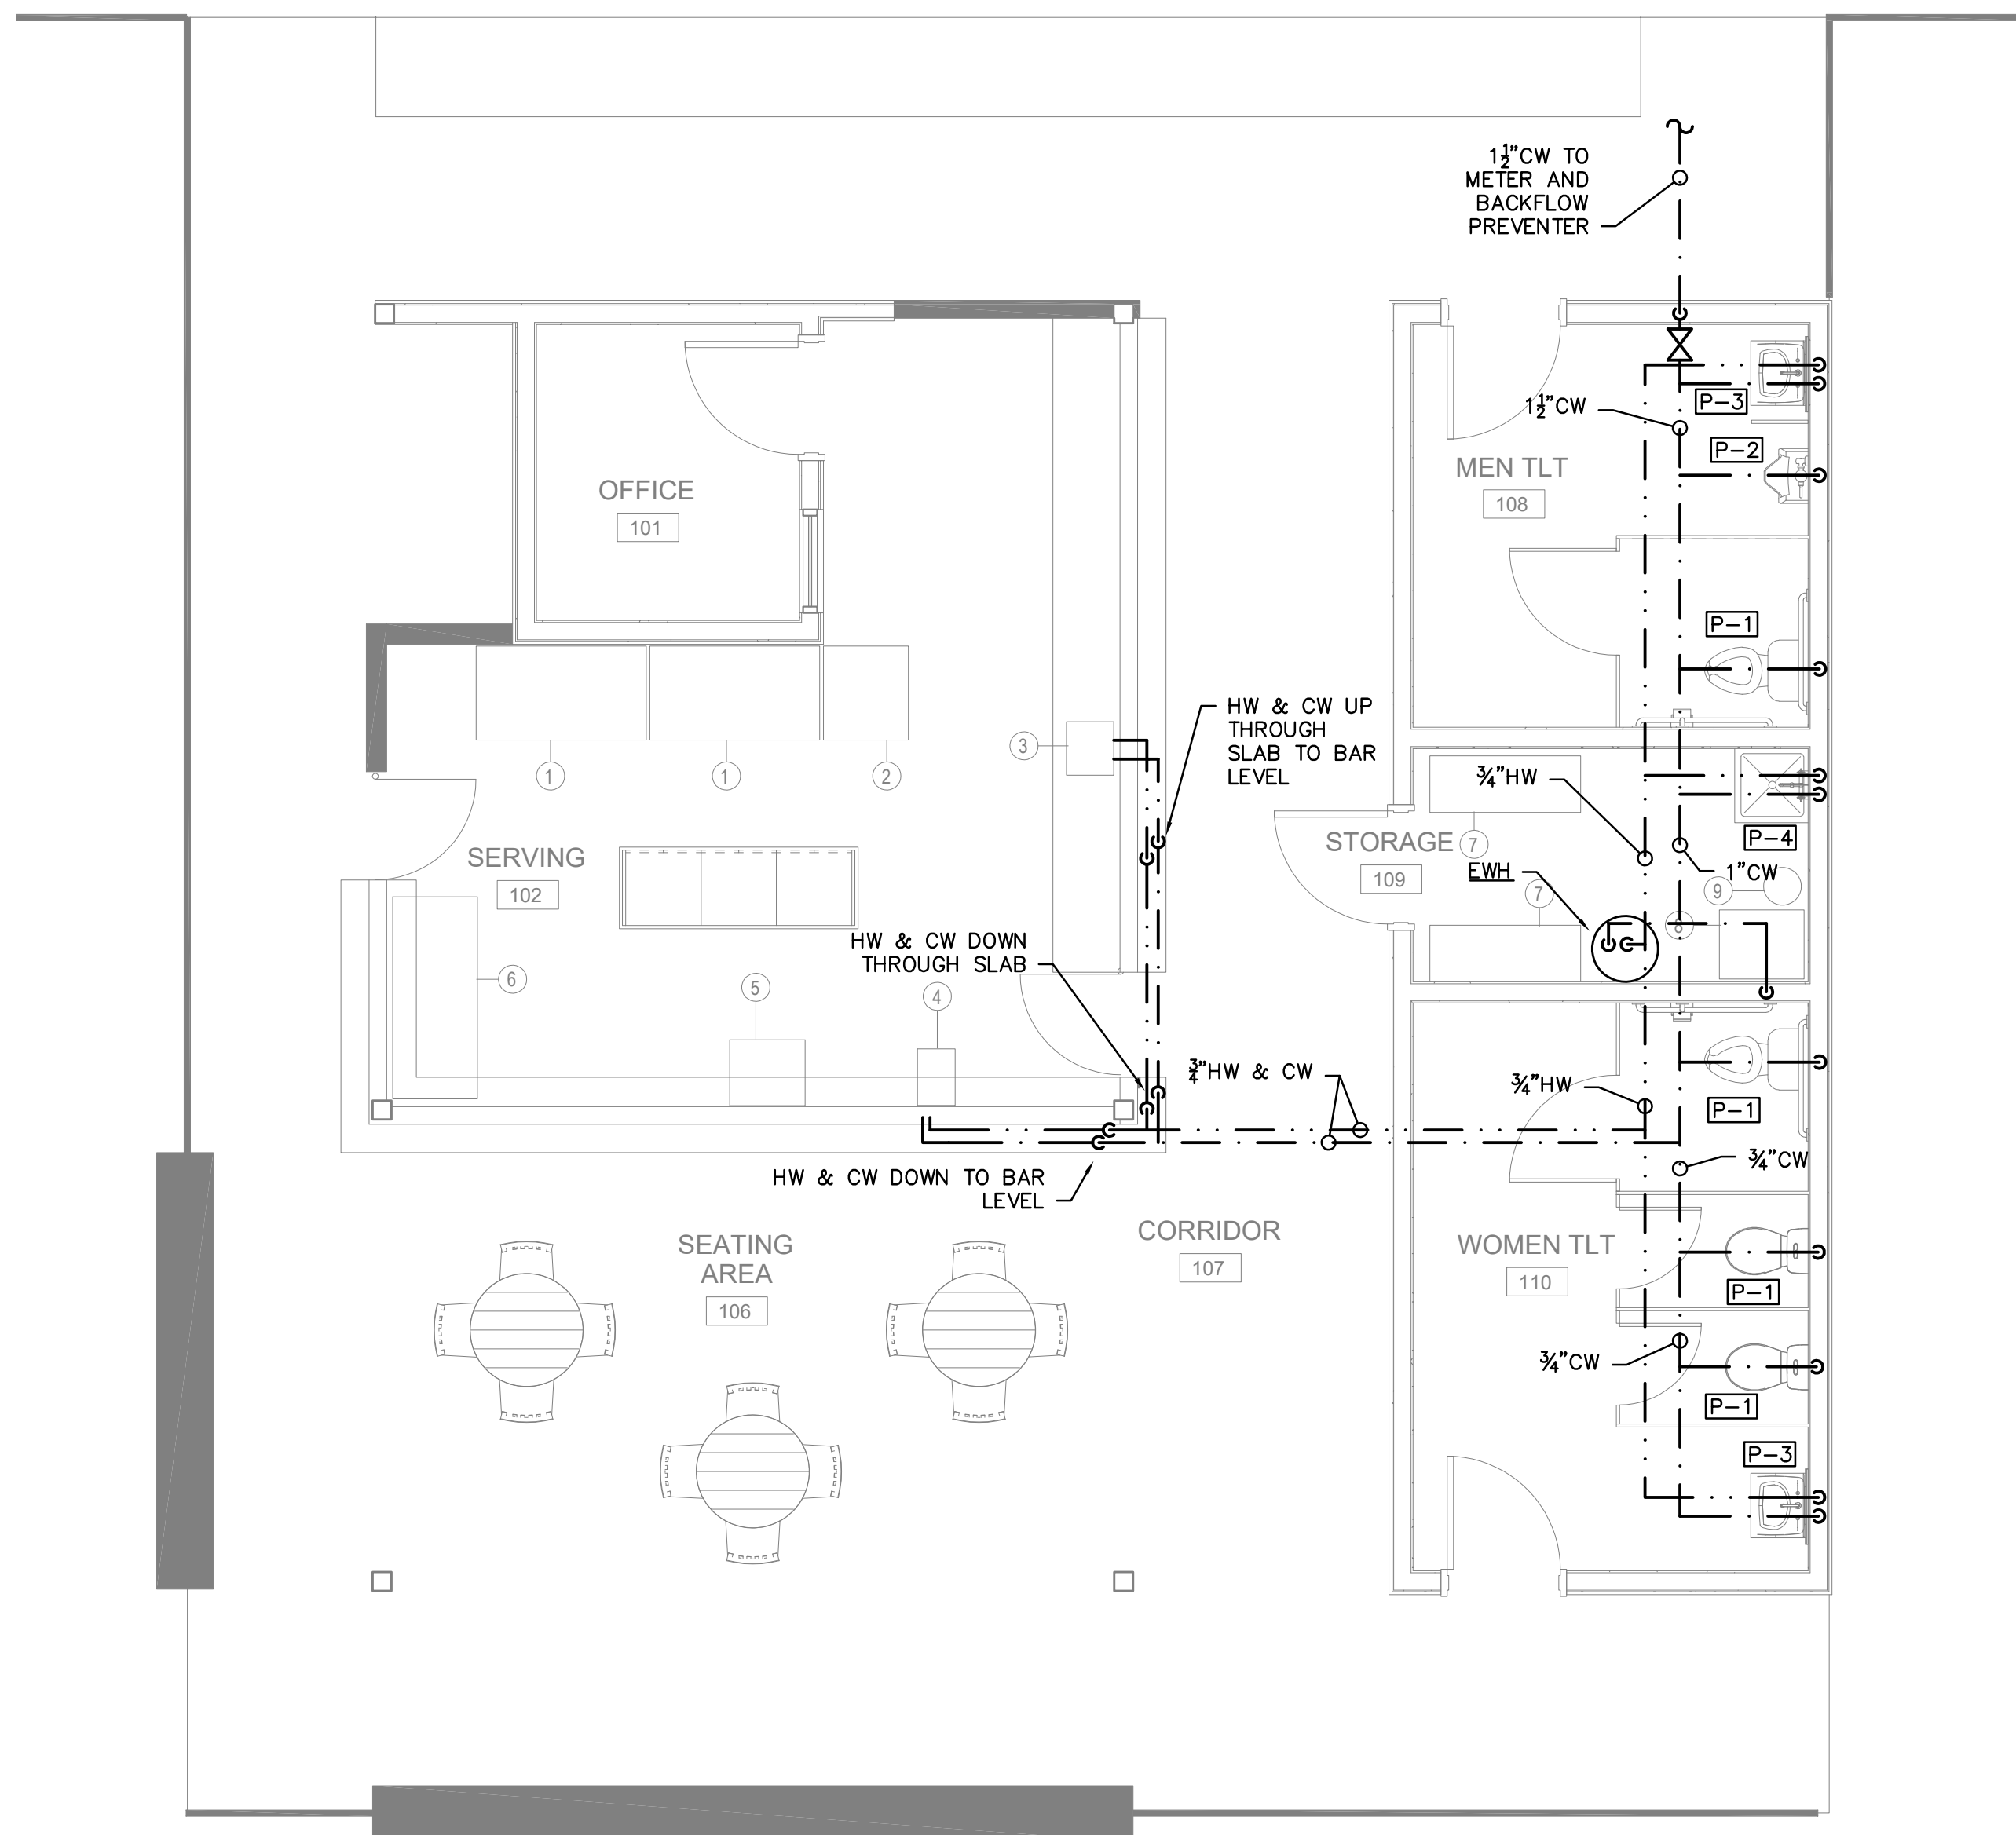 1½"CW TO
METER AND
BACKFLOW
PREVENTER
1½"CW
P-3
P-2
MEN TLT
108
OFFICE
101
P-1
HW & CW UP
THROUGH
SLAB TO BAR
LEVEL
3
1
1
2
¾"HW
STORAGE
7
109
P-4
EWH
1"CW
9
7
8
SERVING
102
HW & CW DOWN
THROUGH SLAB
6
5
4
¾"HW & CW
¾"HW
P-1
HW & CW DOWN TO BAR
LEVEL
¾"CW
SEATING
AREA
106
CORRIDOR
107
WOMEN TLT
110
P-1
¾"CW
P-1
P-3